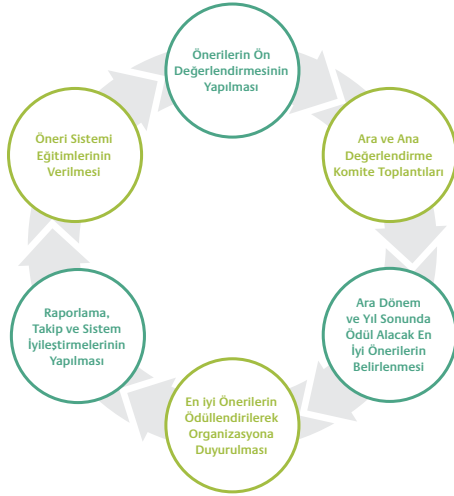 Önerilerin Ön
Değerlendirmesinin
Yapılması
Ara ve Ana
Değerlendirme
Komite Toplantıları
Ara Dönem
ve Yıl Sonunda
Ödül Alacak En
İyi Önerilerin
Belirlenmesi
En iyi Önerilerin
Ödüllendirilerek
Organizasyona
Duyurulması
Raporlama,
Takip ve Sistem
İyileştirmelerinin
Yapılması
Öneri Sistemi
Eğitimlerinin
Verilmesi